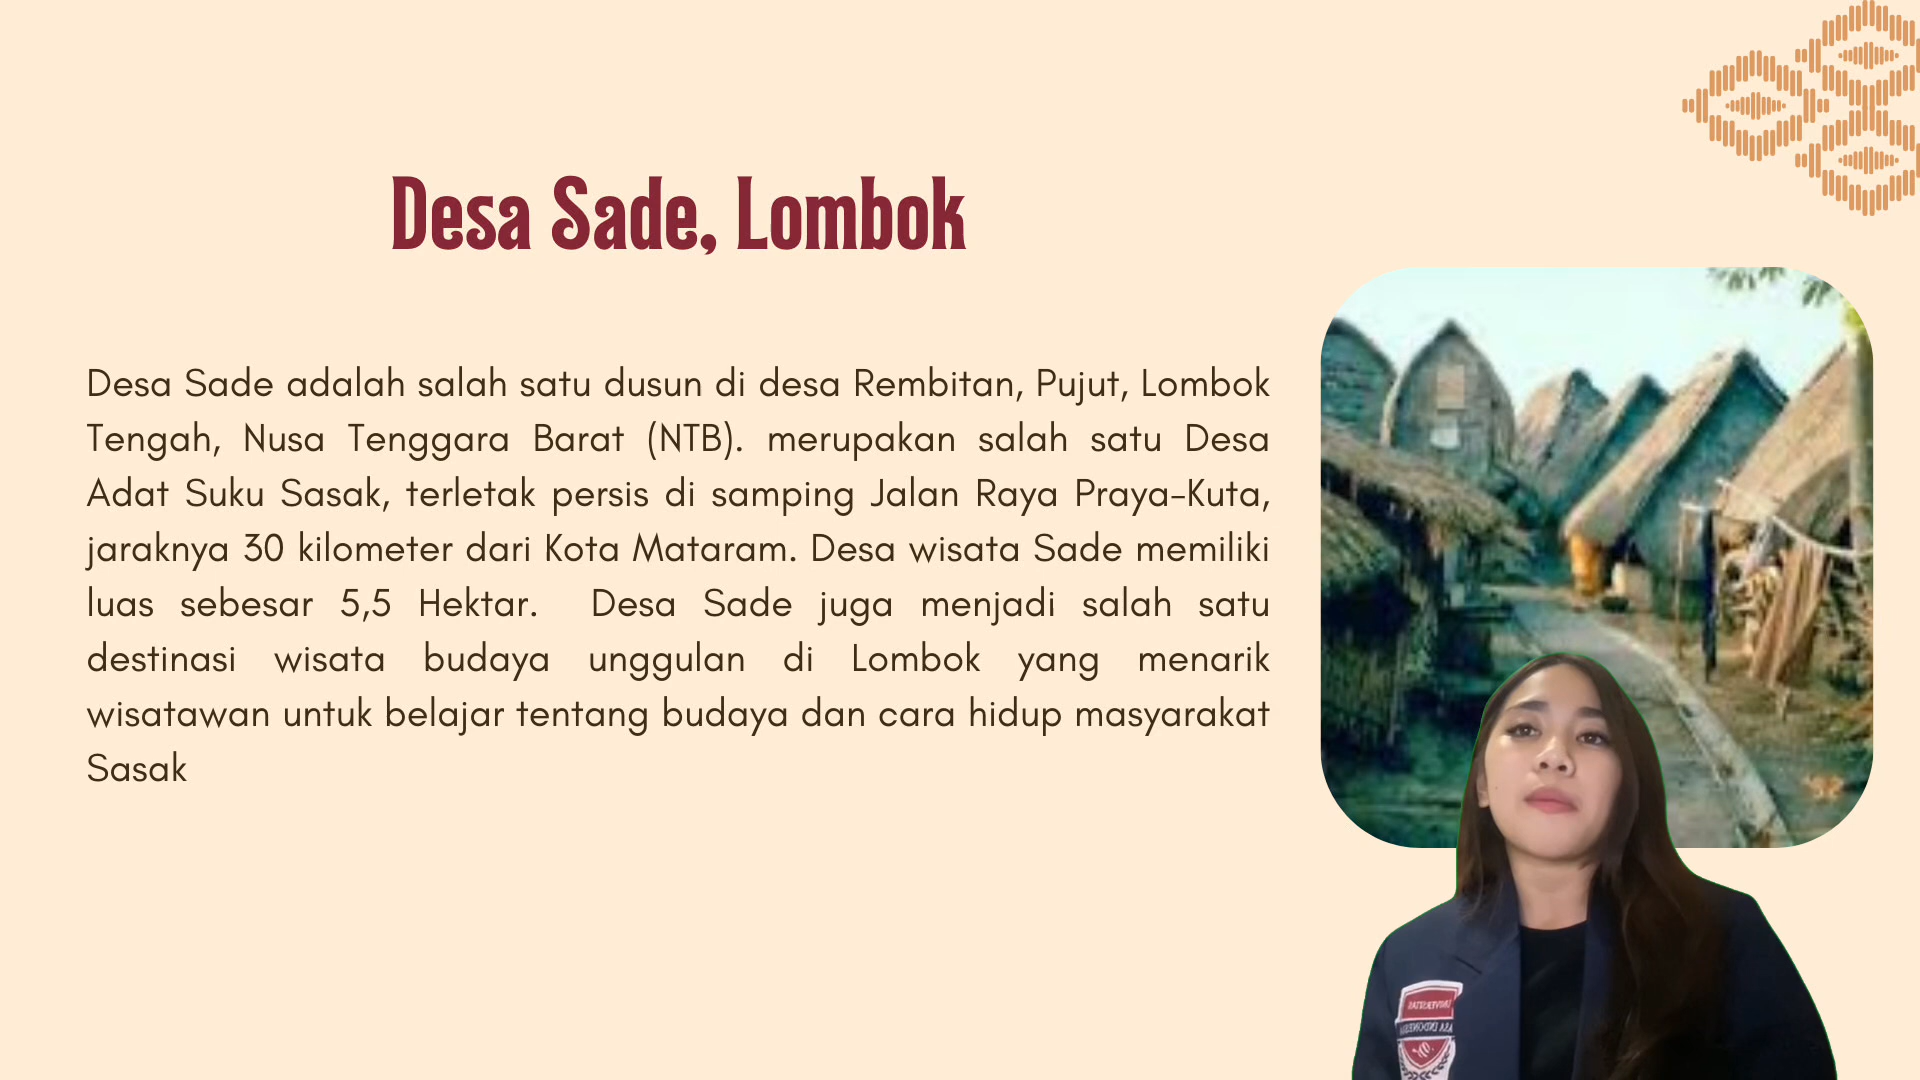 Desa Sade, Lombok
Desa Sade adalah salah satu dusun di desa Rembitan, Pujut, Lombok
Tengah, Nusa Tenggara Barat (NTB). merupakan salah satu Desa
Adat Suku Sasak, terletak persis di samping Jalan Raya Praya-Kuta,
jaraknya 30 kilometer dari Kota Mataram. Desa wisata Sade memiliki
luas sebesar 5,5 Hektar. Desa Sade juga menjadi salah satu
destinasi wisata budaya unggulan di Lombok yang menarik
wisatawan untuk belajar tentang budaya dan cara hidup masyarakat
Sasak
UNIVERSITAS